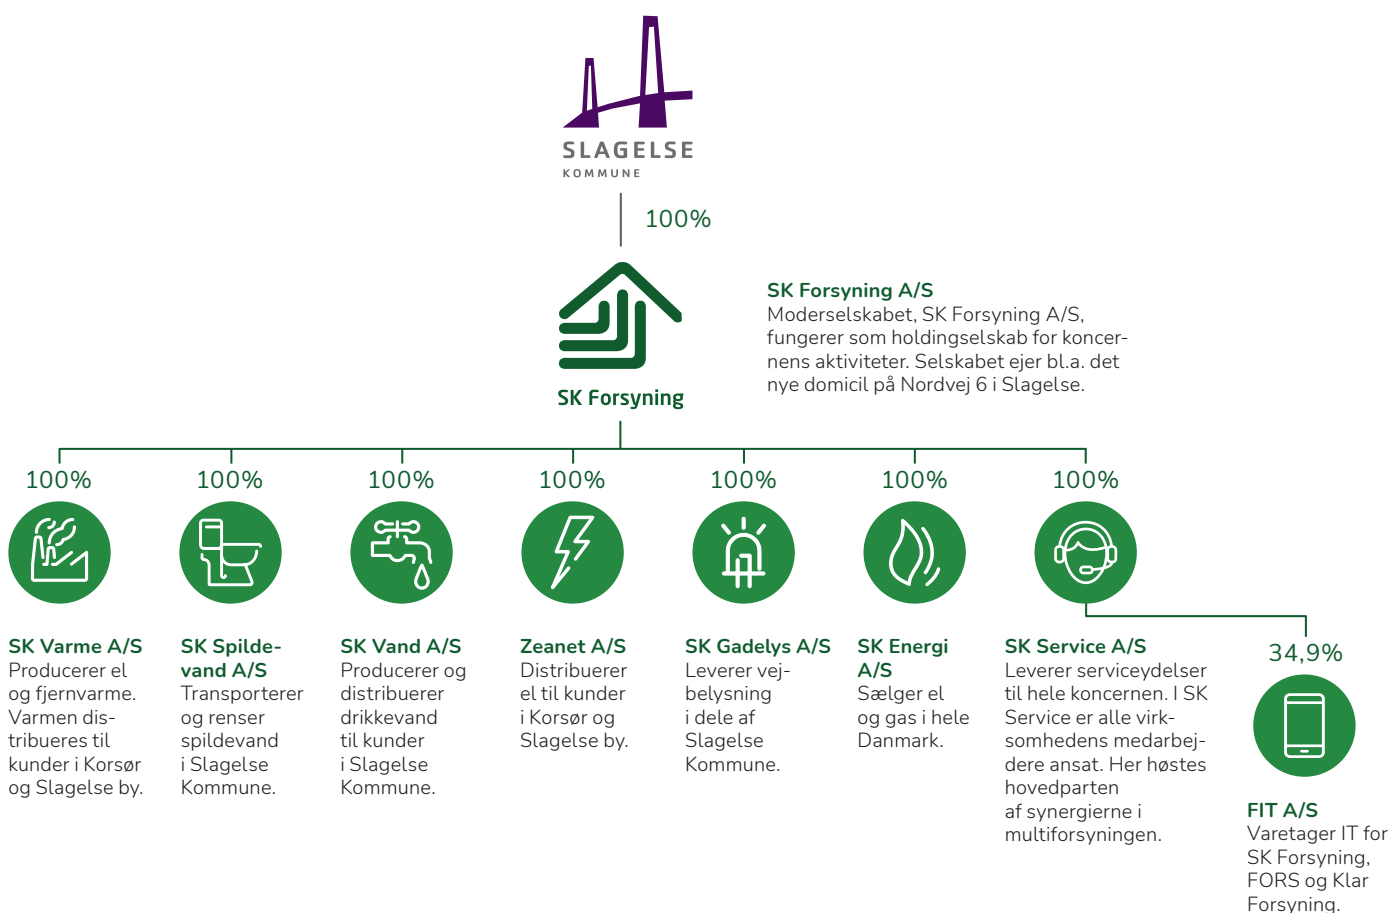 SLAGELSE
KOMMUNE
100%
SK Forsyning
SK Forsyning A/S
Moderselskabet, SK Forsyning A/S,
fungerer som holdingselskab for koncer-
nens aktiviteter. Selskabet ejer bl.a. det
nye domicil på Nordvej 6 i Slagelse.
100%
SK Varme A/S
Producerer el
og fjernvarme.
Varmen dis-
tribueres til
kunder i Korsør
og Slagelse by.
100%
SK Spilde-
vand A/S
Transporterer
og renser
spildevand
i Slagelse
Kommune.
100%
SK Vand A/S
Producerer og
distribuerer
drikkevand
til kunder
i Slagelse
Kommune.
100%
Zeanet A/S
Distribuerer
el til kunder
i Korsør og
Slagelse by.
100%
SK Gadelys A/S
Leverer vej-
belysning
i dele af
Slagelse
Kommune.
100%
SK Energi
A/S
Sælger el
og gas i hele
Danmark.
100%
SK Service A/S
Leverer serviceydelser
til hele koncernen. I SK
Service er alle virk-
somhedens medarbej-
dere ansat. Her høstes
hovedparten
af synergierne i
multiforsyningen.
34,9%
FIT A/S
Varetager IT for
SK Forsyning,
FORS og Klar
Forsyning.